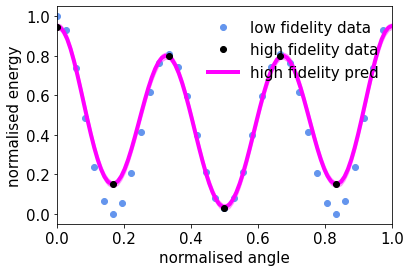 1.0
0.8
0.6
0.4
0.2
0.0
normalised energy
low fidelity data
high fidelity data
high fidelity pred
0.0 0.2 0.4 0.6 0.8 1.0
normalised angle